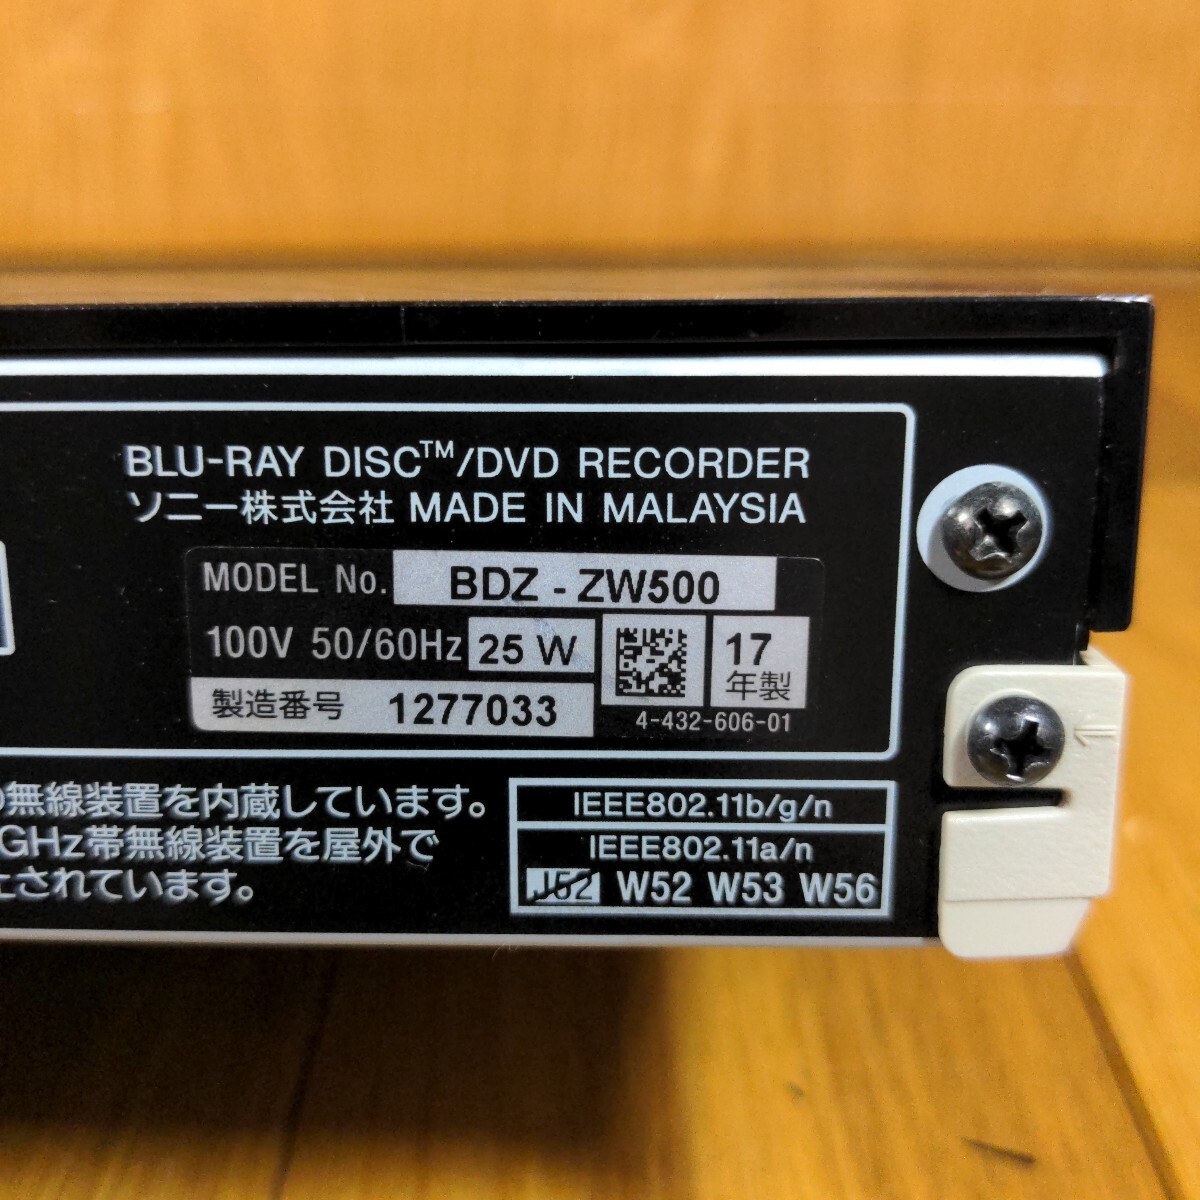 BLU-RAY DISC™/DVD RECORDER
ソニー株式会社 MADE IN MALAYSIA
MODEL No. BDZ - ZW500
100V 50/60Hz 25 W
17
年製
製造番号 1277033
4-432-606-01
無線装置を内蔵しています。
GHz帯無線装置を屋外で
されています。
IEEE802.11b/g/n
IEEE802.11a/n
J52 W52 W53 W56